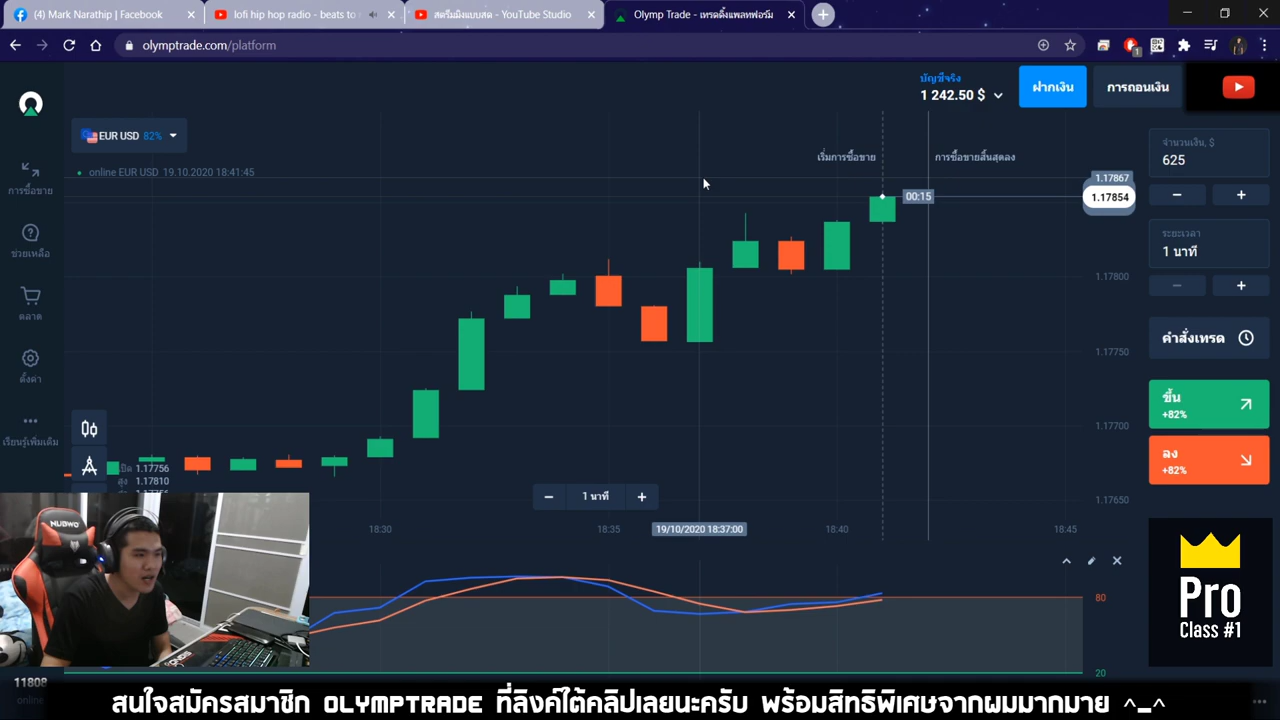 (4) Mark Narathip | Facebook
lofi hip hop radio - beats to
สตรีมมิงแบบสด - YouTube Studio
Olymp Trade - เทรดดิ้งแพลทฟอร์ม
olymptrade.com/platform
1
บัญชีจริง
1 242.50 $
ฝากเงิน
การถอนเงิน
EUR USD 82%
online EUR USD 19.10.2020 18:41:45
เริ่มการซื้อขาย
การซื้อขายสิ้นสุดลง
00:15
1.17867
1.17854
1.17800
1.17750
1.17700
1.17650
การซื้อขาย
ช่วยเหลือ
ตลาด
ตั้งค่า
เรียนรู้เพิ่มเติม
จำนวนเงิน, $
625
ระยะเวลา
1 นาที
คำสั่งเทรด
ขึ้น
+82%
ลง
+82%
ปิด 1.17756
สูง 1.17810
1 นาที
18:30
18:35
19/10/2020 18:37:00
18:40
18:45
80
20
NUBWO
Pro
Class #1
11808
online
สนใจสมัครสมาชิก OLYMPTRADE ที่ลิงค์ใต้คลิปเลยนะครับ พร้อมสิทธิพิเศษจากผมมากมาย ^_^